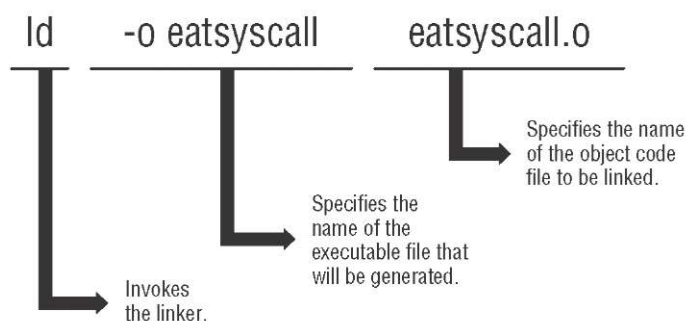 ld -o eatsyscall eatsyscall.o
Specifies the name
of the object code
file to be linked.
Specifies the
name of the
executable file that
will be generated.
Invokes
the linker.